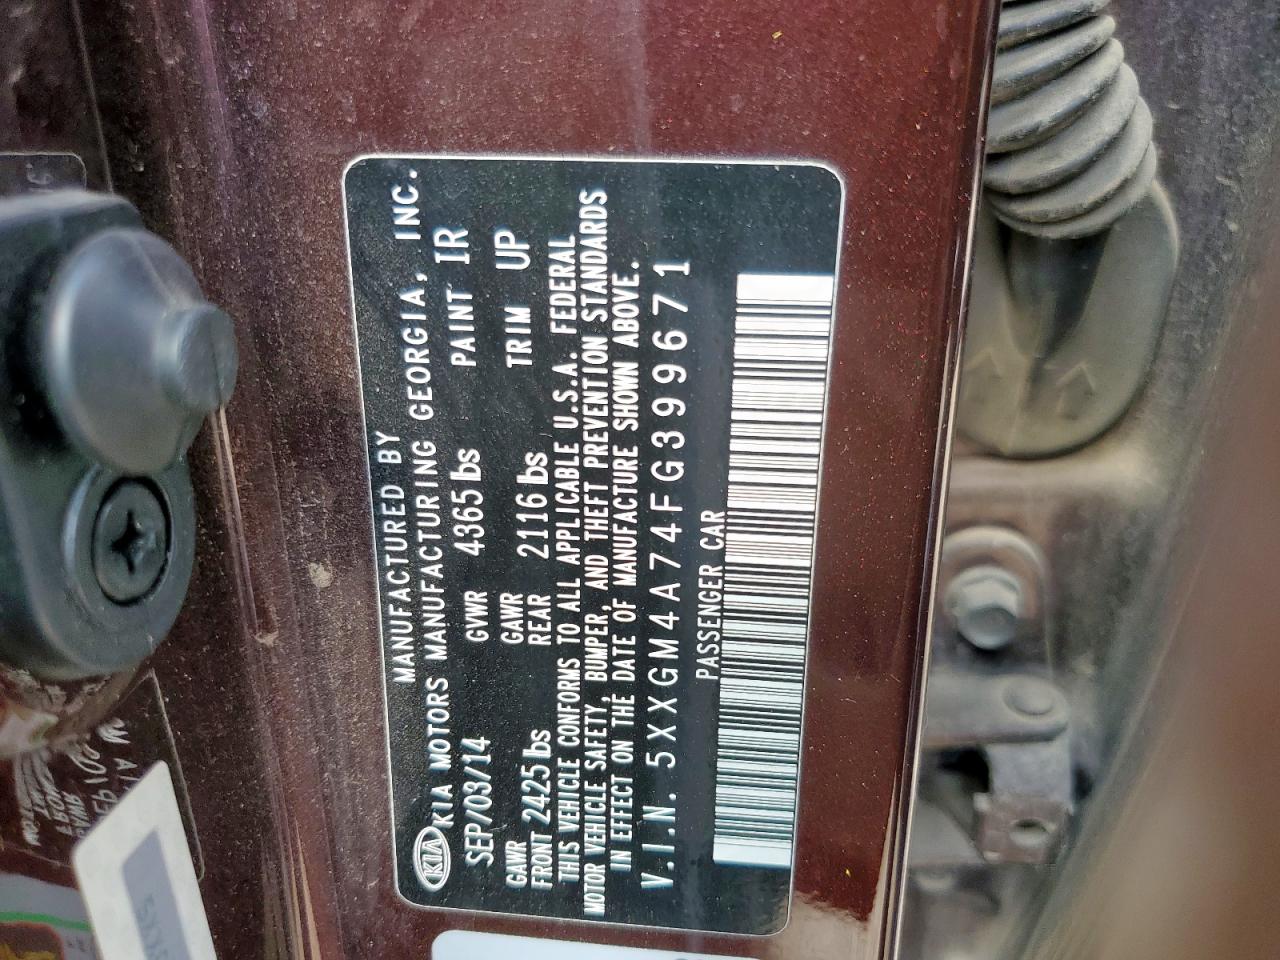 MANUFACTURED BY
KIA KIA MOTORS MANUFACTURING GEORGIA, INC.
SEP/03/14 GVWR 4365 lbs PAINT IR
GAWR FRONT 2425 lbs GAWR REAR 2116 lbs TRIM UP
THIS VEHICLE CONFORMS TO ALL APPLICABLE U.S.A. FEDERAL
MOTOR VEHICLE SAFETY, BUMPER, AND THEFT PREVENTION STANDARDS
IN EFFECT ON THE DATE OF MANUFACTURE SHOWN ABOVE.
V.I.N. 5XXGM4A74FG399671
PASSENGER CAR